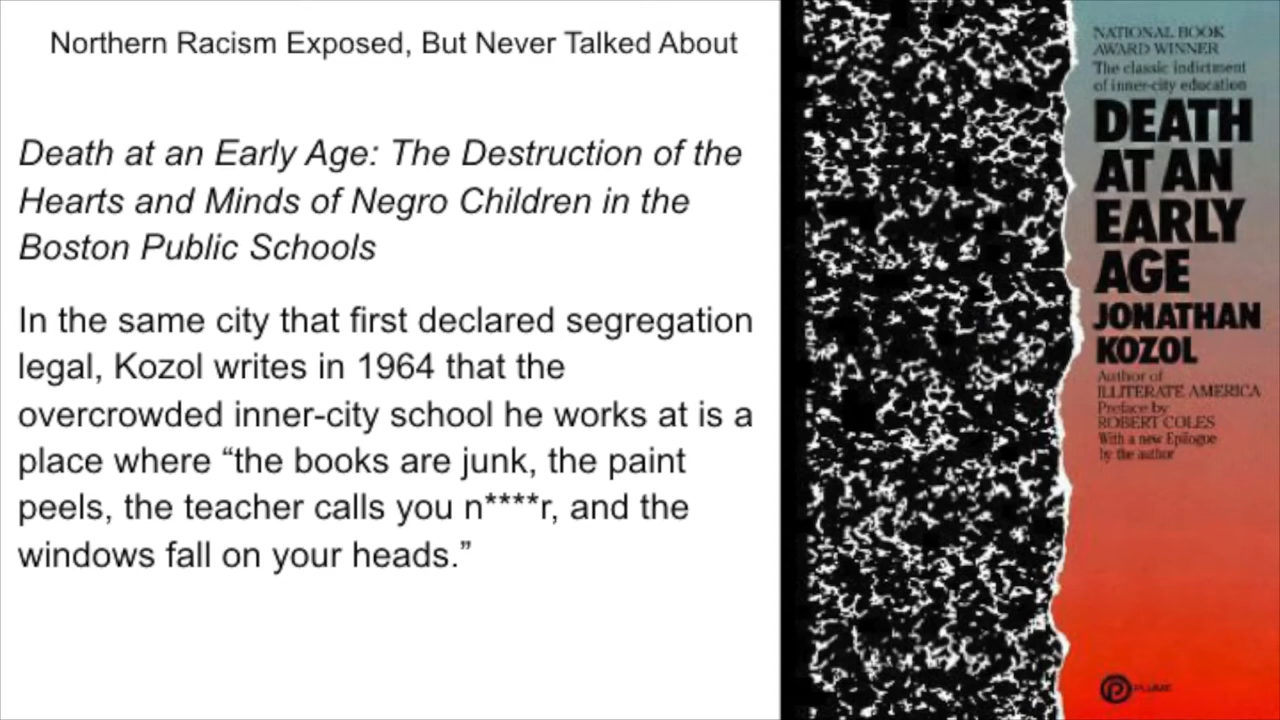 Northern Racism Exposed, But Never Talked About
Death at an Early Age: The Destruction of the
Hearts and Minds of Negro Children in the
Boston Public Schools
In the same city that first declared segregation
legal, Kozol writes in 1964 that the
overcrowded inner-city school he works at is a
place where “the books are junk, the paint
peels, the teacher calls you n****r, and the
windows fall on your heads.”
NATIONAL BOOK
AWARD WINNER
The classic indictment
of inner-city education
DEATH
AT AN
EARLY
AGE
JONATHAN
KOZOL
Author of
ILLITERATE AMERICA
Preface by
ROBERT COLES
With a new Epilogue
by the author
PLUME